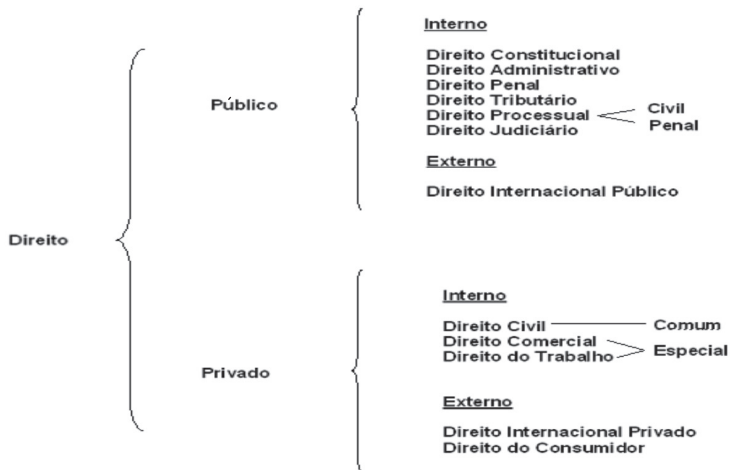 Direito
Público
Interno
Direito Constitucional
Direito Administrativo
Direito Penal
Direito Tributário
Direito Processual
Civil
Penal
Direito Judiciário
Externo
Direito Internacional Público
Privado
Interno
Direito Civil
Comum
Direito Comercial
Direito do Trabalho
Especial
Externo
Direito Internacional Privado
Direito do Consumidor